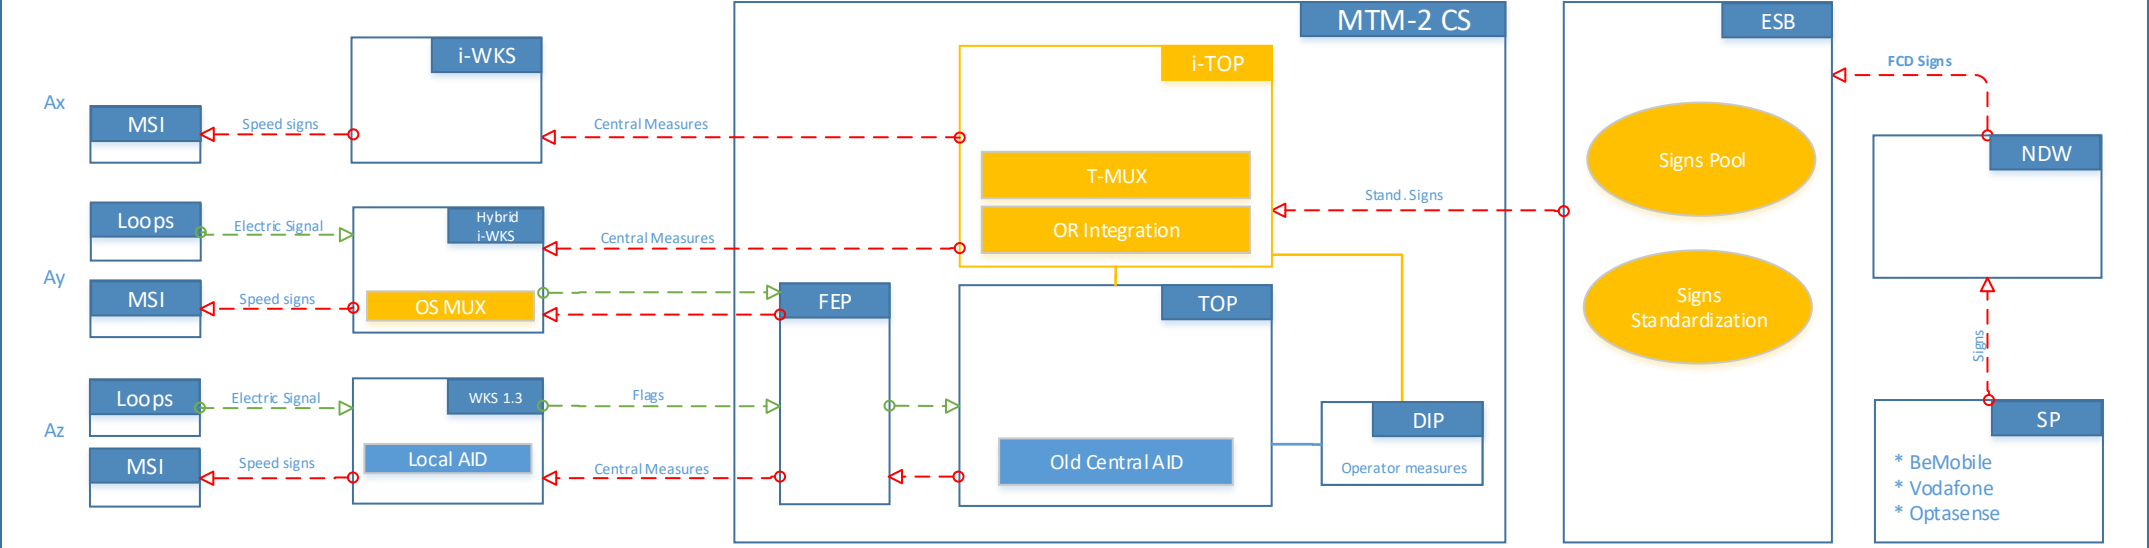 MTM-2 CS
ESB
i-WKS
i-TOP
FCD Signs
Ax
MSI
Speed signs
Central Measures
Signs Pool
NDW
T-MUX
Stand. Signs
Loops
Electric Signal
Hybrid
i-WKS
Central Measures
OR Integration
Ay
MSI
Speed signs
OS MUX
FEP
TOP
Signs
Standardization
Signs
Loops
Electric Signal
WKS 1.3
Flags
DIP
SP
Az
MSI
Speed signs
Local AID
Central Measures
Old Central AID
Operator measures
* BeMobile
* Vodafone
* Optasense